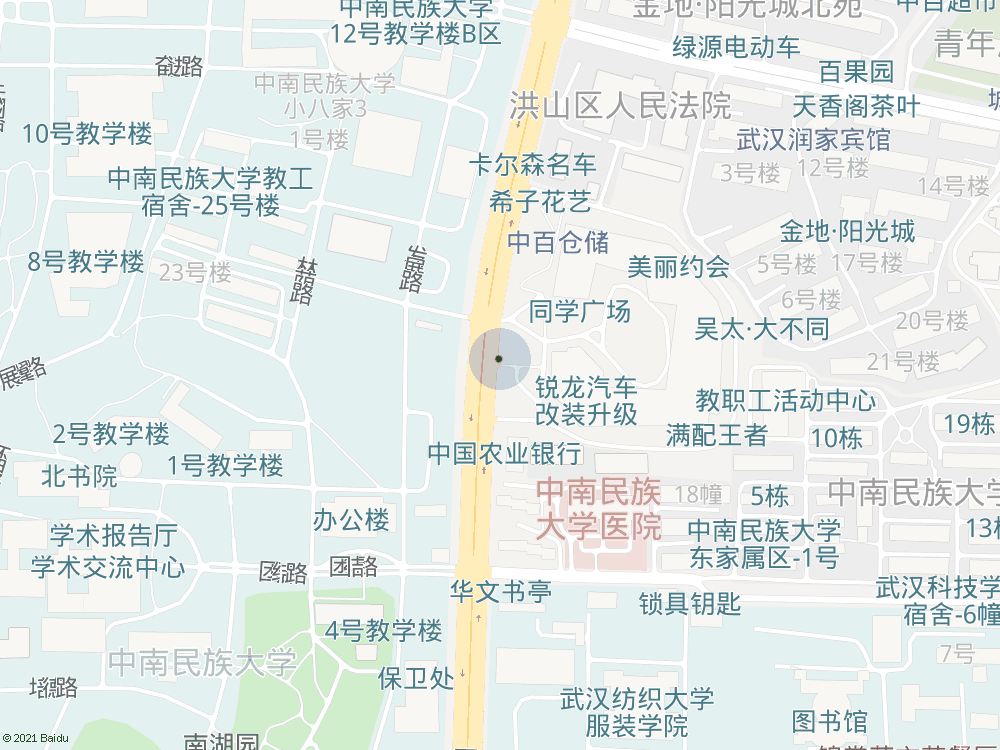 中南民族大学
12号教学楼B区
金地·阳光城北苑
绿源电动车
奋进路
百果园
中南民族大学
小八家3
1号楼
洪山区人民法院
天香阁茶叶
10号教学楼
武汉润家宾馆
卡尔森名车
3号楼
12号楼
14号楼
中南民族大学教工
宿舍-25号楼
希子花艺
金地·阳光城
中百仓储
8号教学楼
23号楼
发展路
美丽约会
5号楼
17号楼
6号楼
同学广场
吴太·大不同
20号楼
21号楼
锐龙汽车
改装升级
教职工活动中心
19栋
2号教学楼
满配王者
10栋
中国农业银行
1号教学楼
北书院
中南民族
大学医院
18幢
5栋
中南民族大学
办公楼
学术报告厅
中南民族大学
东家属区-1号
学术交流中心
团结路
团结路
华文书亭
锁具钥匙
武汉科技学
宿舍-6幢
4号教学楼
中南民族大学
7号
保卫处
武汉纺织大学
服装学院
图书馆
南湖园
© 2021 Baidu